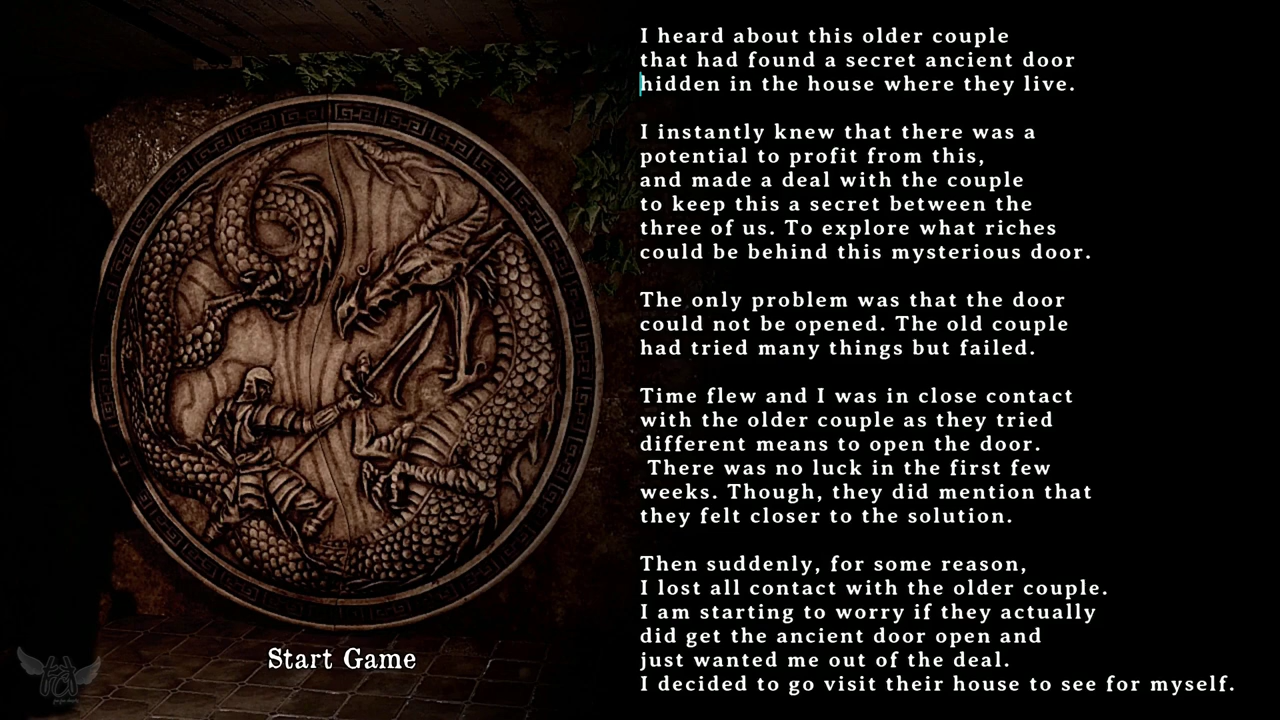 I heard about this older couple
that had found a secret ancient door
hidden in the house where they live.
I instantly knew that there was a
potential to profit from this,
and made a deal with the couple
to keep this a secret between the
three of us. To explore what riches
could be behind this mysterious door.
The only problem was that the door
could not be opened. The old couple
had tried many things but failed.
Time flew and I was in close contact
with the older couple as they tried
different means to open the door.
There was no luck in the first few
weeks. Though, they did mention that
they felt closer to the solution.
Then suddenly, for some reason,
I lost all contact with the older couple.
I am starting to worry if they actually
did get the ancient door open and
just wanted me out of the deal.
I decided to go visit their house to see for myself.
Start Game